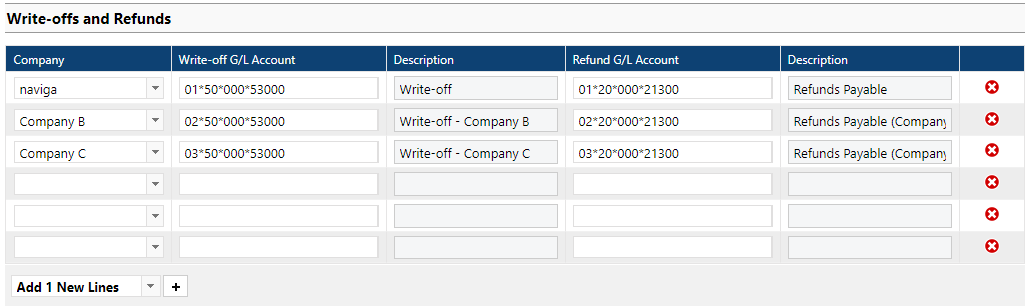 Write-offs and Refunds
Company Write-off G/L Account Description Refund G/L Account Description
naviga 01*50*000*53000 Write-off 01*20*000*21300 Refunds Payable
Company B 02*50*000*53000 Write-off - Company B 02*20*000*21300 Refunds Payable (Company
Company C 03*50*000*53000 Write-off - Company C 03*20*000*21300 Refunds Payable (Company
Add 1 New Lines +